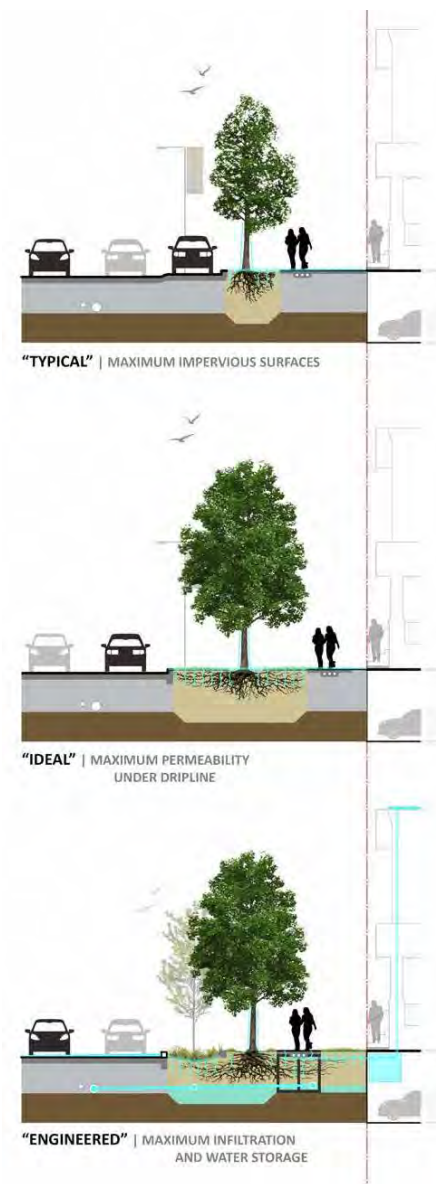 "TYPICAL" | MAXIMUM IMPERVIOUS SURFACES
"IDEAL" | MAXIMUM PERMEABILITY
UNDER DRIPLINE
"ENGINEERED" | MAXIMUM INFILTRATION
AND WATER STORAGE